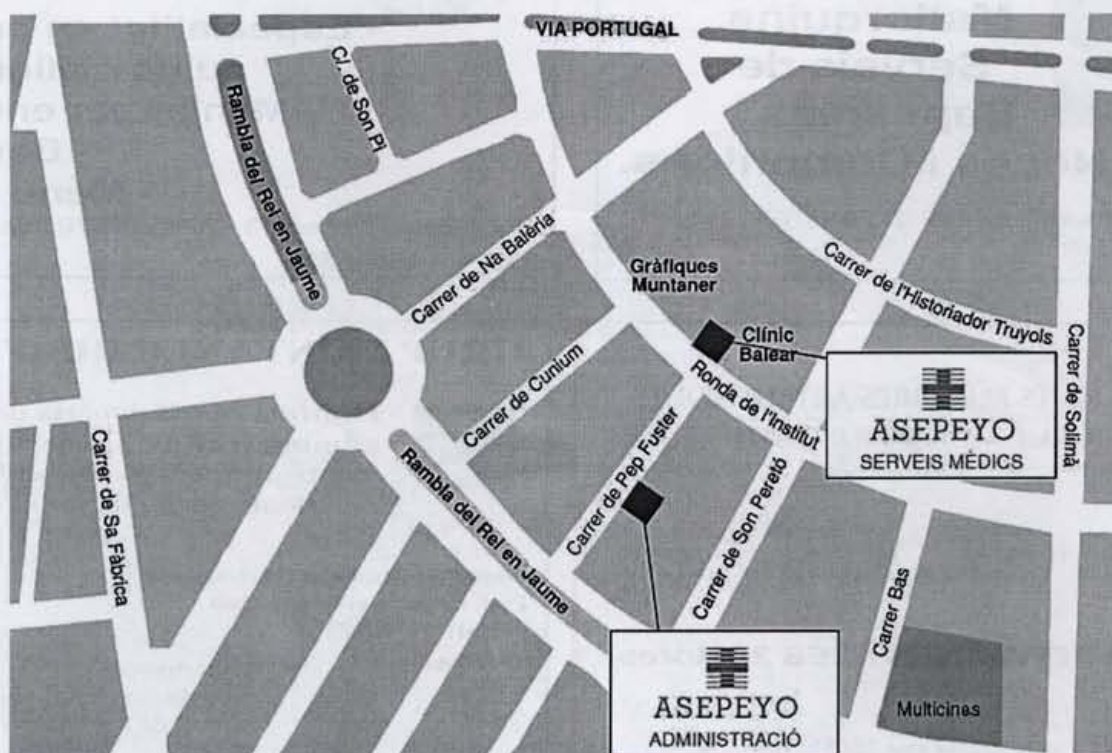 VIA PORTUGAL
C/. de Son Pi
Rambla del Rei en Jaume
Carrer de Na Balèria
Gràfiques
Muntaner
Carrer de l'Historiador Truyols
Clínic
Balear
Carrer de Cunium
Ronda de l'Institut
ASEPEYO
SERVEIS MÈDICS
Carrer de Solimà
Carrer de Sa Fàbrica
Carrer de Pep Fuster
Carrer de Son Peretó
Rambla del Rei en Jaume
Carrer Bas
ASEPEYO
ADMINISTRACIÓ
Multicines